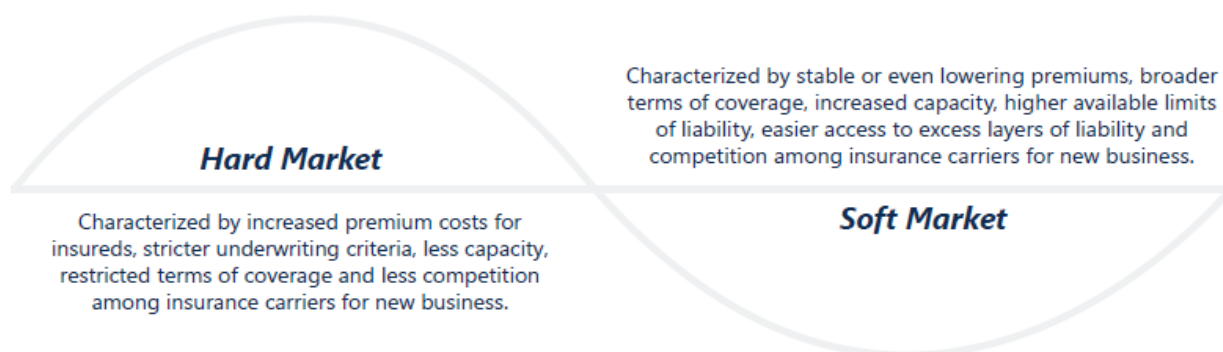 Hard Market
Characterized by increased premium costs for
insureds, stricter underwriting criteria, less capacity,
restricted terms of coverage and less competition
among insurance carriers for new business.
Characterized by stable or even lowering premiums, broader
terms of coverage, increased capacity, higher available limits
of liability, easier access to excess layers of liability and
competition among insurance carriers for new business.
Soft Market